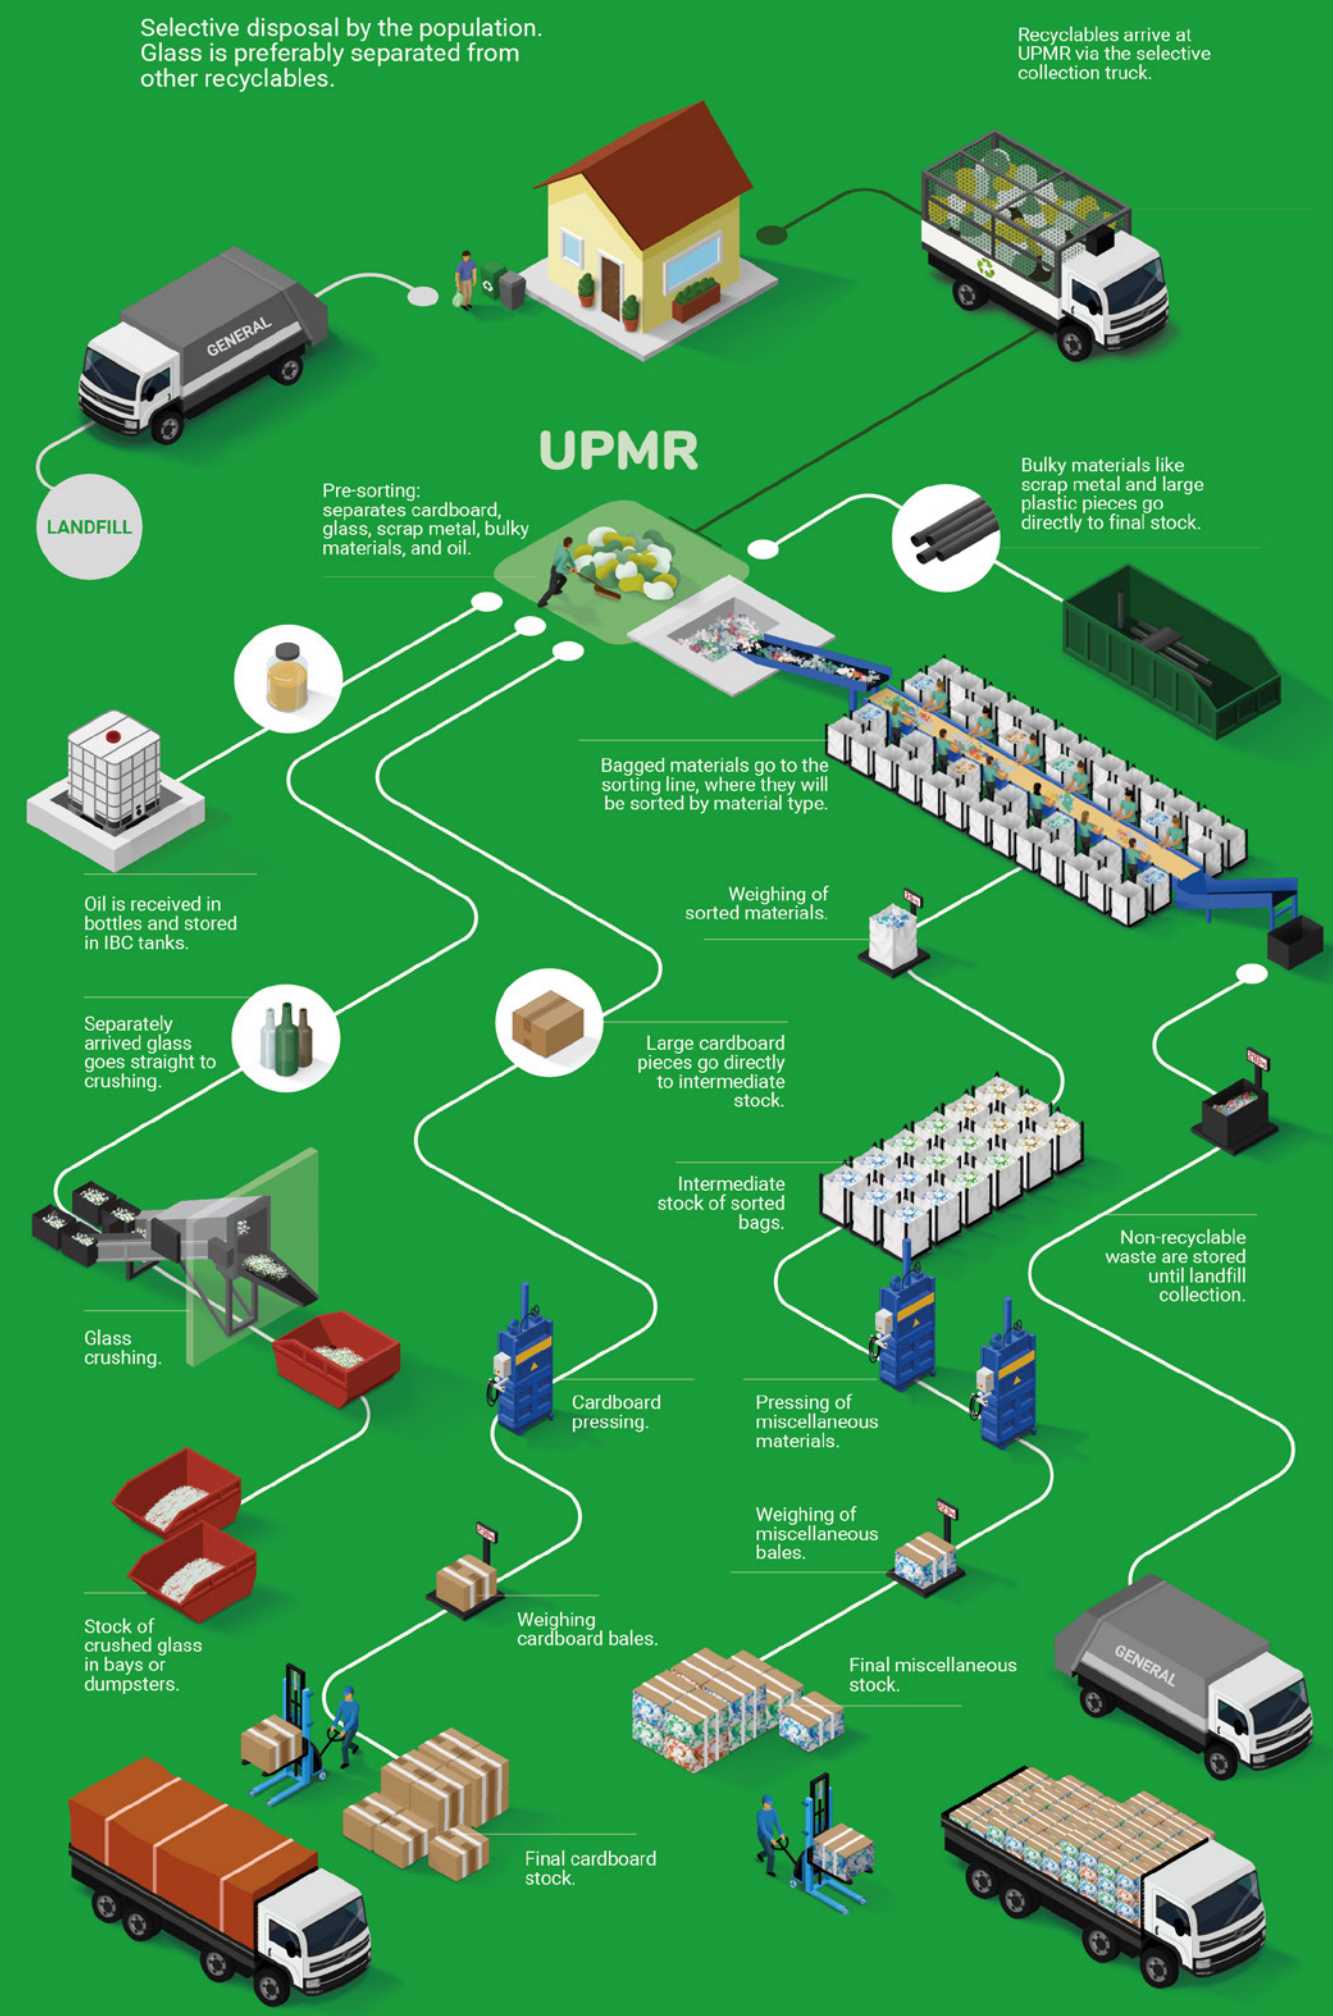 Selective disposal by the population.
Glass is preferably separated from
other recyclables.
Recyclables arrive at
UPMR via the selective
collection truck.
GENERAL
LANDFILL
UPMR
Pre-sorting:
separates cardboard,
glass, scrap metal, bulky
materials, and oil.
Bulky materials like
scrap metal and large
plastic pieces go
directly to final stock.
Bagged materials go to the
sorting line, where they will
be sorted by material type.
Oil is received in
bottles and stored
in IBC tanks.
Weighing of
sorted materials.
Separately
arrived glass
goes straight to
crushing.
Large cardboard
pieces go directly
to intermediate
stock.
Intermediate
stock of sorted
bags.
Non-recyclable
waste are stored
until landfill
collection.
Glass
crushing.
Cardboard
pressing.
Pressing of
miscellaneous
materials.
Weighing of
miscellaneous
bales.
Stock of
crushed glass
in bays or
dumpsters.
Weighing
cardboard bales.
Final miscellaneous
stock.
GENERAL
Final cardboard
stock.